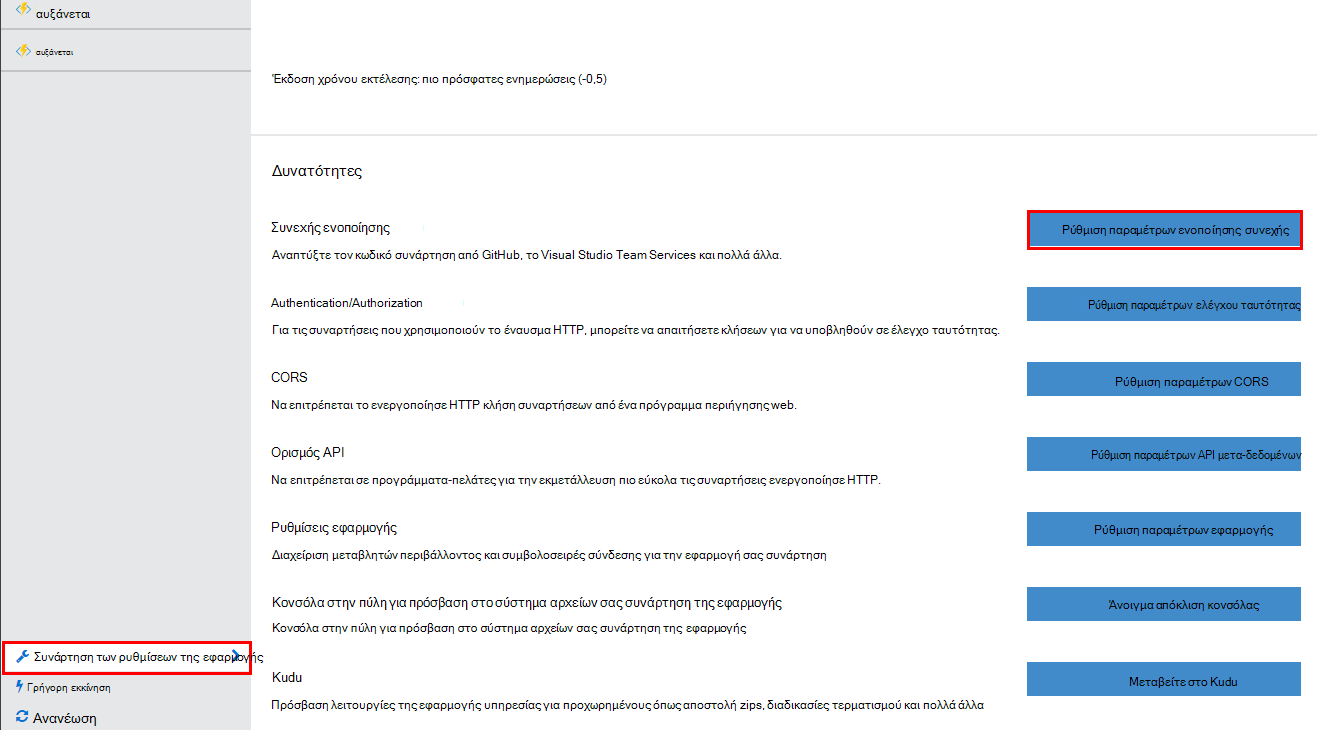 αυξάνεται
αυξάνεται
Έκδοση χρόνου εκτέλεσης: πιο πρόσφατες ενημερώσεις (-0,5)
Δυνατότητες
Συνεχής ενοποίησης
Ρύθμιση παραμέτρων ενοποίησης συνεχής
Αναπτύξτε τον κωδικό συνάρτηση από GitHub, το Visual Studio Team Services και πολλά άλλα.
Authentication/Authorization
Ρύθμιση παραμέτρων ελέγχου ταυτότητας
Για τις συναρτήσεις που χρησιμοποιούν το έναυσμα HTTP, μπορείτε να απαιτήσετε κλήσεων για να υποβληθούν σε έλεγχο ταυτότητας.
CORS
Ρύθμιση παραμέτρων CORS
Να επιτρέπεται το ενεργοποίησε HTTP κλήση συναρτήσεων από ένα πρόγραμμα περιήγησης web.
Ορισμός API
Ρύθμιση παραμέτρων API μετα-δεδομένων
Να επιτρέπεται σε προγράμματα-πελάτες για την εκμετάλλευση πιο εύκολα τις συναρτήσεις ενεργοποίησε HTTP.
Ρυθμίσεις εφαρμογής
Ρύθμιση παραμέτρων εφαρμογής
Διαχείριση μεταβλητών περιβάλλοντος και συμβολοσειρές σύνδεσης για την εφαρμογή σας συνάρτηση
Κονσόλα στην πύλη για πρόσβαση στο σύστημα αρχείων σας συνάρτηση της εφαρμογής
Άνοιγμα απόκλιση κονσόλας
Κονσόλα στην πύλη για πρόσβαση στο σύστημα αρχείων σας συνάρτηση της εφαρμογής
Συνάρτηση των ρυθμίσεων της εφαρμογής
Kudu
Μεταβείτε στο Kudu
Γρήγορη εκκίνηση
Πρόσβαση λειτουργίες της εφαρμογής υπηρεσίας για προχωρημένους όπως αποστολή zips, διαδικασίες τερματισμού και πολλά άλλα
Ανανέωση